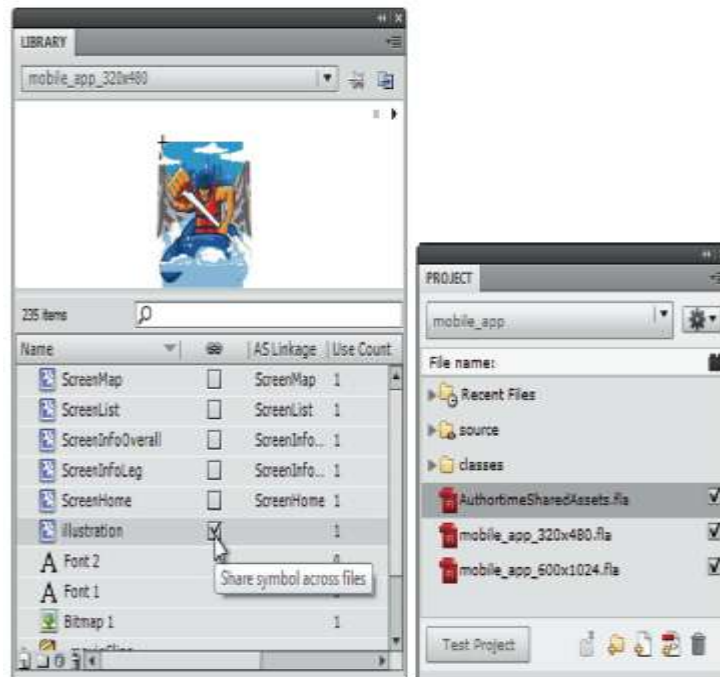 LIBRARY
mobile_app_320x480
235 items
Name AS Linkage Use Count
ScreenMap ScreenMap 1
ScreenList ScreenList 1
ScreenInfoOverall ScreenInfo... 1
ScreenInfoLeg ScreenInfo... 1
ScreenHome ScreenHome 1
illustration 1
Font 2
Share symbol across files
Font 1
Bitmap 1 1
PROJECT
mobile_app
File name:
Recent Files
source
classes
AuthortimeSharedAssets.fla
mobile_app_320x480.fla
mobile_app_600x1024.fla
Test Project